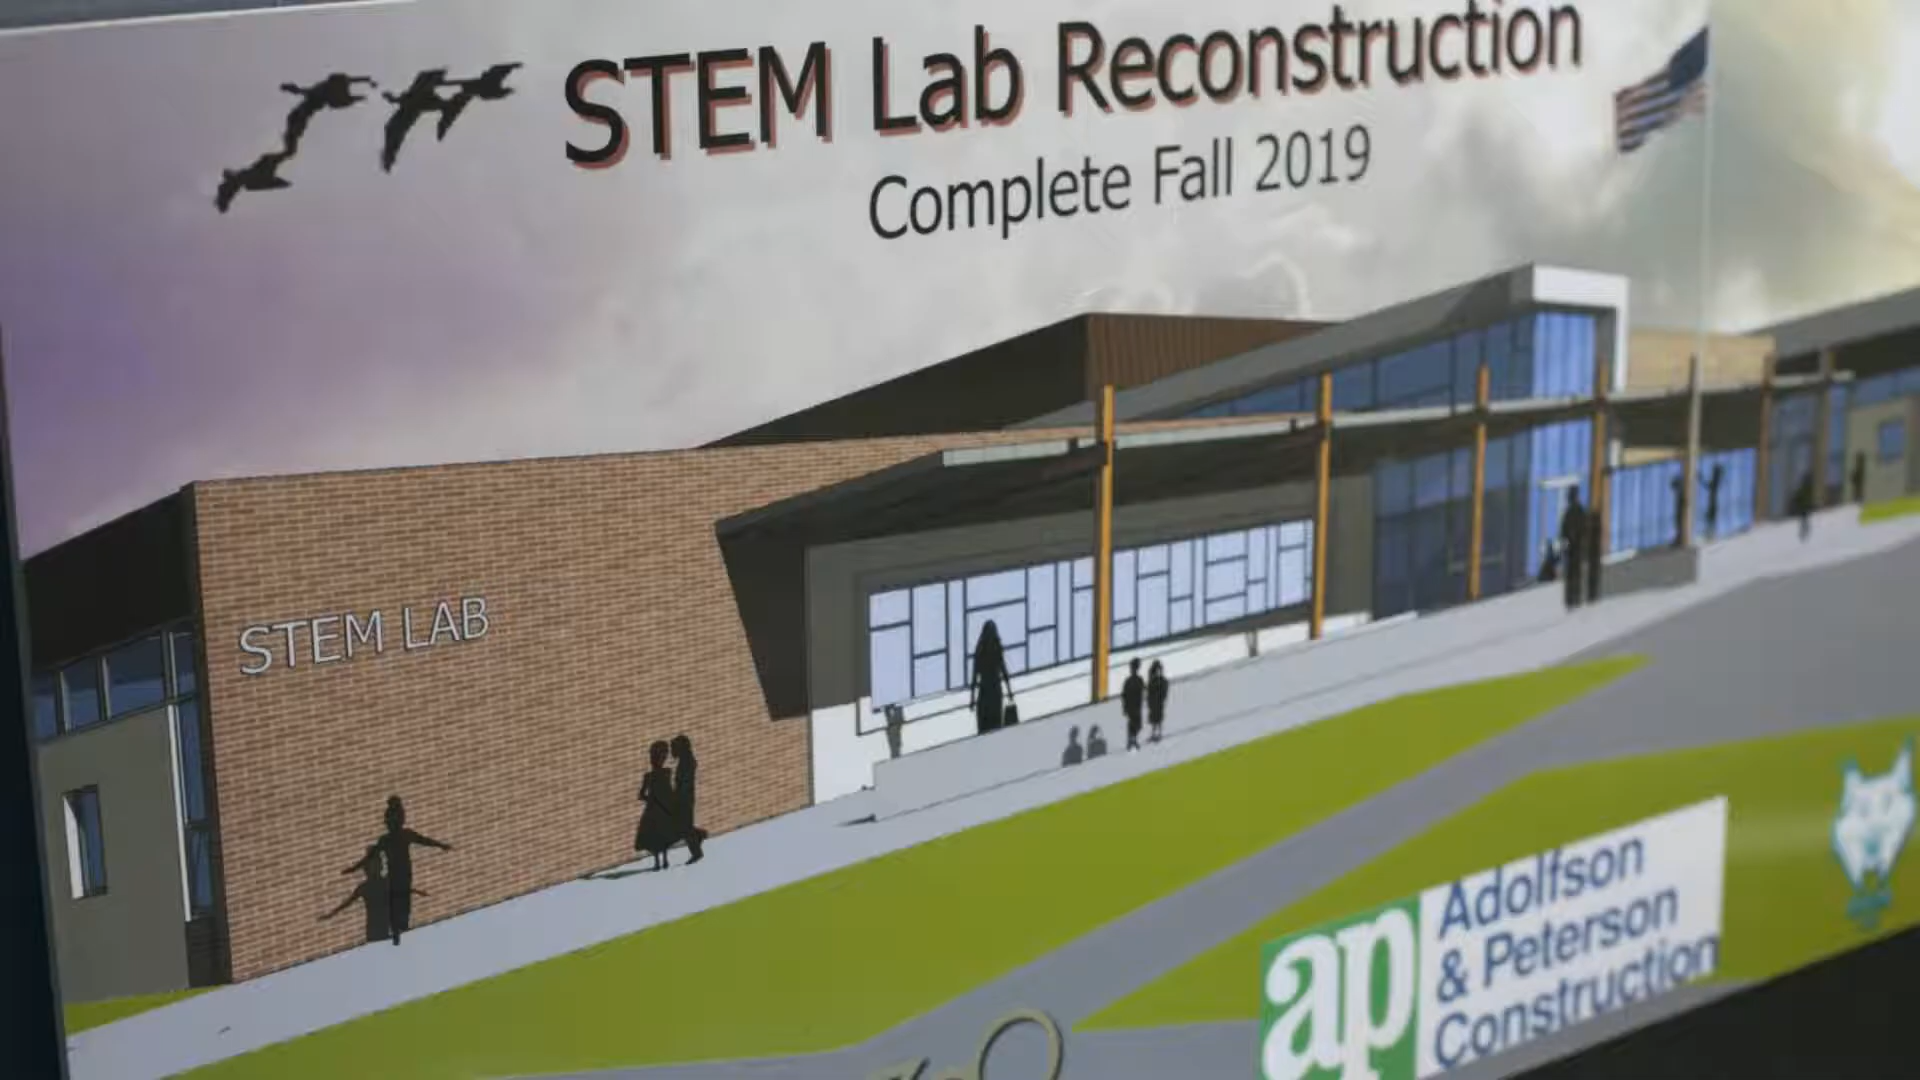 STEM Lab Reconstruction
Complete Fall 2019
STEM LAB
ap
Adolfson
& Peterson
Construction